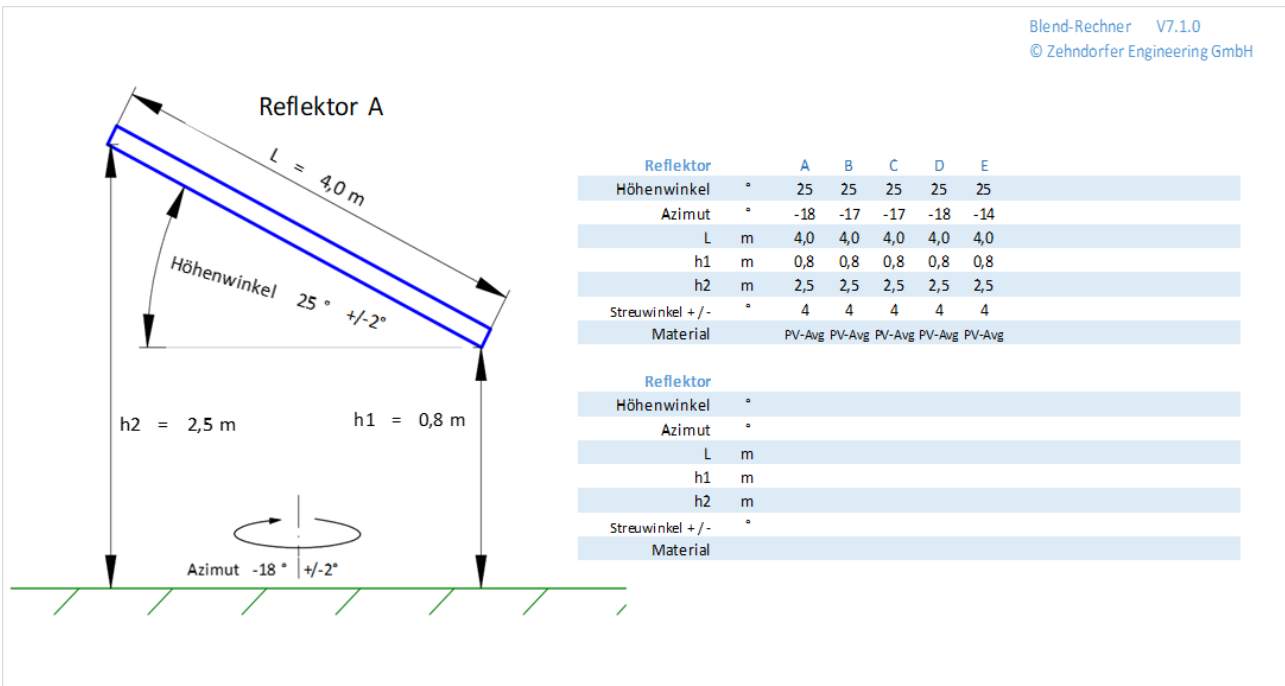 Blend-Rechner V7.1.0
© Zehndorfer Engineering GmbH
Reflektor A
L = 4,0 m
Höhenwinkel 25 ° +/-2°
h2 = 2,5 m
h1 = 0,8 m
Azimut -18 ° +/-2°
Reflektor A B C D E
Höhenwinkel ° 25 25 25 25 25
Azimut ° -18 -17 -17 -18 -14
L m 4,0 4,0 4,0 4,0 4,0
h1 m 0,8 0,8 0,8 0,8 0,8
h2 m 2,5 2,5 2,5 2,5 2,5
Streuwinkel +/- ° 4 4 4 4 4
Material PV-Avg PV-Avg PV-Avg PV-Avg PV-Avg
Reflektor
Höhenwinkel °
Azimut °
L m
h1 m
h2 m
Streuwinkel +/- °
Material